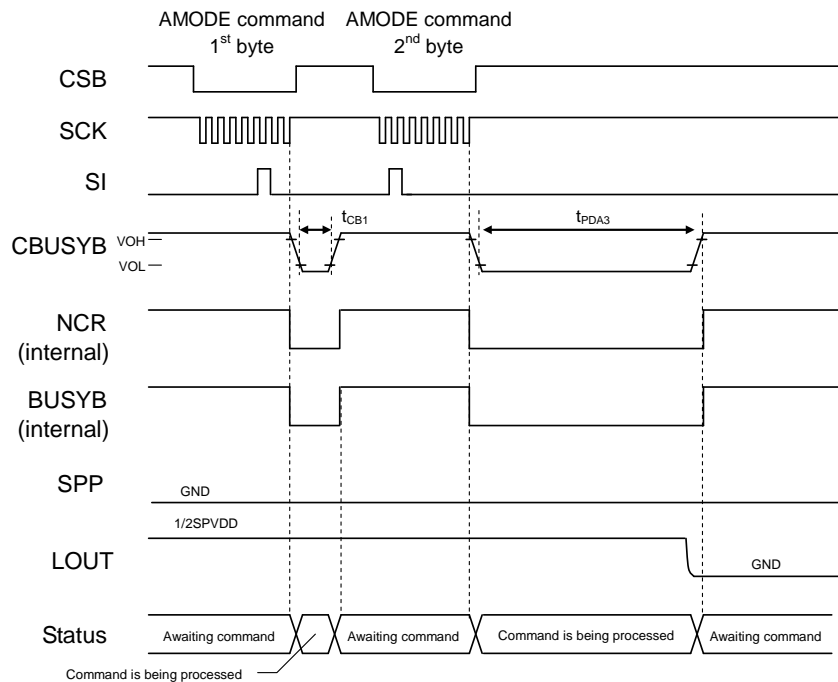 AMODE command
1st byte
AMODE command
2nd byte
CSB
SCK
SI
tCB1
tPDA3
CBUSYB
VOH
VOL
NCR
(internal)
BUSYB
(internal)
SPP
GND
1/2SPVDD
LOUT
GND
Status
Awaiting command
Awaiting command
Command is being processed
Awaiting command
Command is being processed